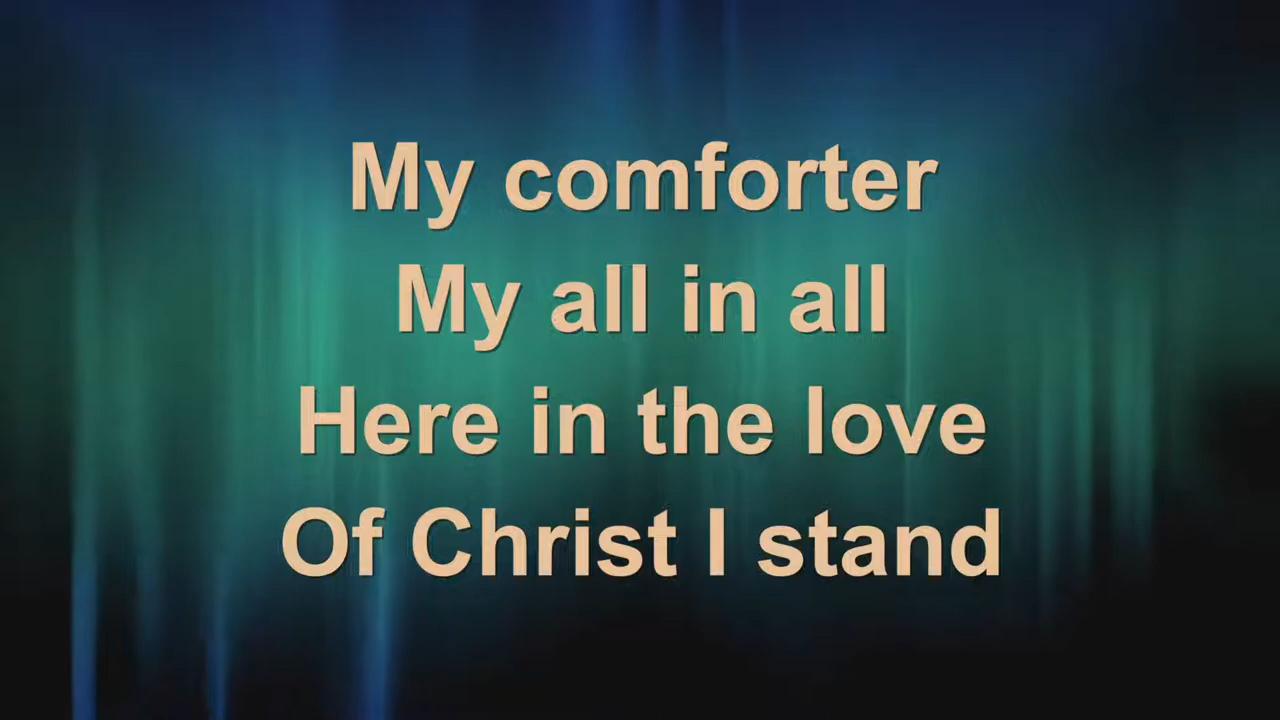 My comforter
My all in all
Here in the love
Of Christ I stand